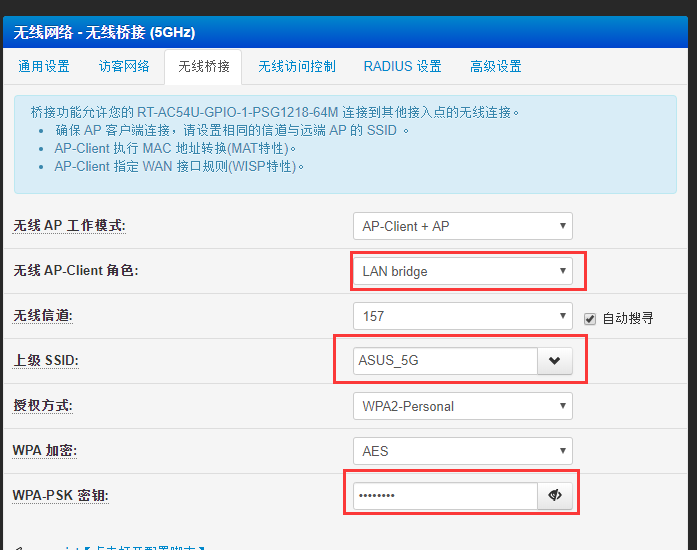 无线网络 - 无线桥接 (5GHz)
通用设置 访客网络 无线桥接 无线访问控制 RADIUS 设置 高级设置
桥接功能允许您的 RT-AC54U-GPIO-1-PSG1218-64M 连接到其他接入点的无线连接。
• 确保 AP 客户端连接，请设置相同的信道与远端 AP 的 SSID 。
• AP-Client 执行 MAC 地址转换(MAT特性)。
• AP-Client 指定 WAN 接口规则(WISP特性)。
无线 AP 工作模式: AP-Client + AP
无线 AP-Client 角色: LAN bridge
无线信道: 157 自动搜寻
上级 SSID: ASUS_5G
授权方式: WPA2-Personal
WPA 加密: AES
WPA-PSK 密钥: ••••••••